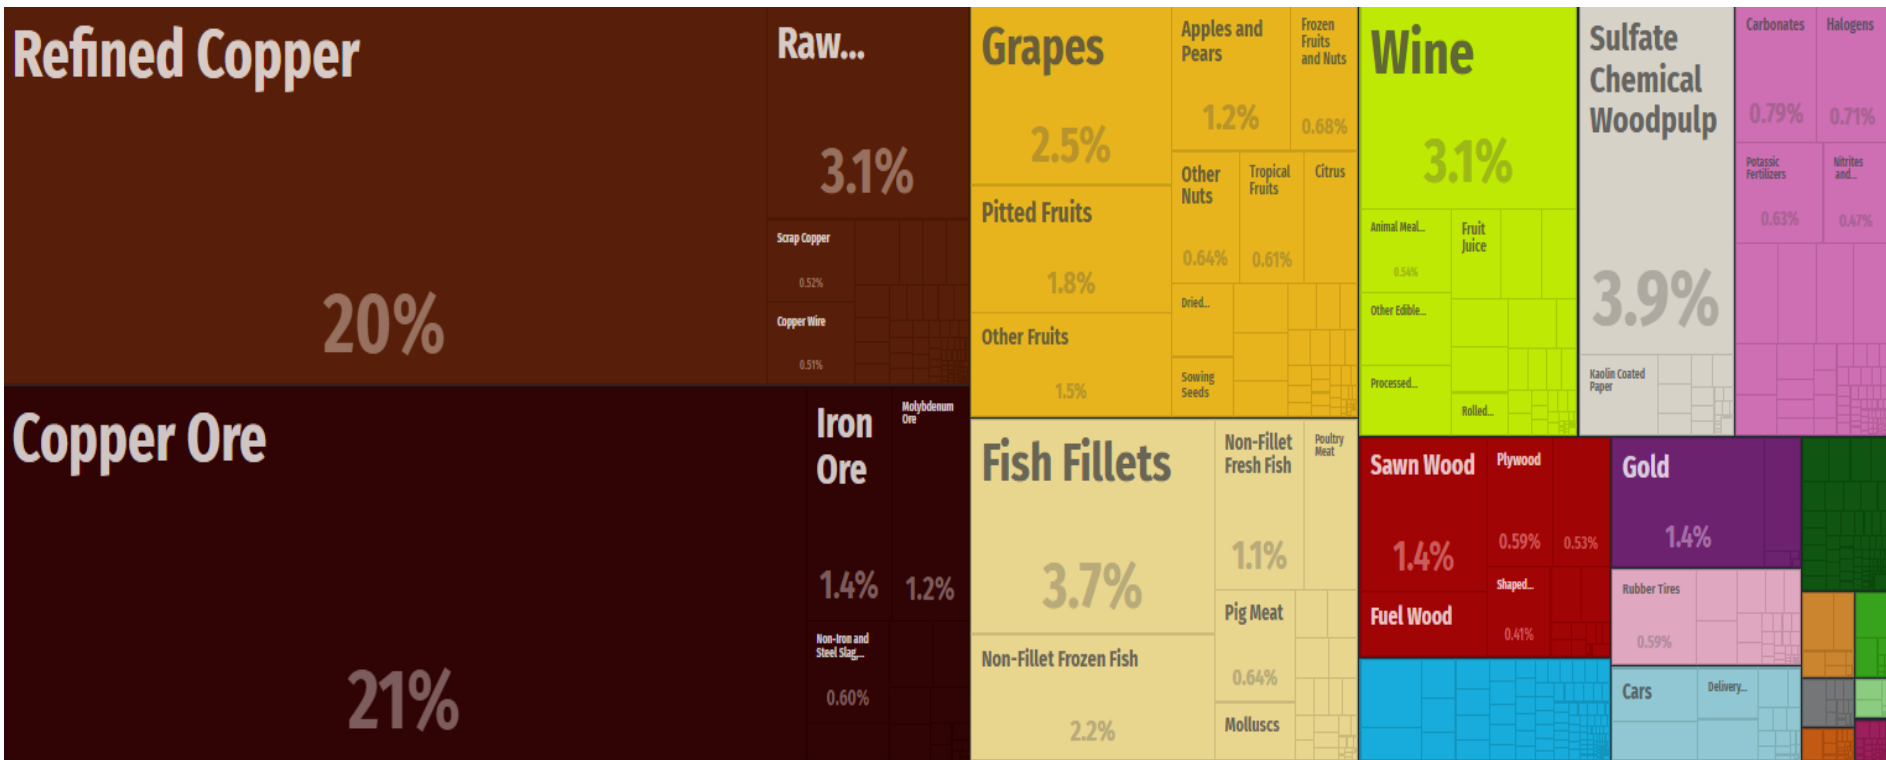 Refined Copper
20%
Raw...
3.1%
Scrap Copper
0.52%
Copper Wire
0.51%
Copper Ore
21%
Iron
Ore
1.4%
Molybdenum
Ore
1.2%
Non-Iron and
Steel Slag,...
0.60%
Grapes
2.5%
Pitted Fruits
1.8%
Other Fruits
1.5%
Apples and
Pears
1.2%
Frozen
Fruits
and Nuts
0.68%
Other
Nuts
0.64%
Tropical
Fruits
0.61%
Citrus
Dried...
Sowing
Seeds
Fish Fillets
3.7%
Non-Fillet Frozen Fish
2.2%
Non-Fillet
Fresh Fish
1.1%
Poultry
Meat
Pig Meat
0.64%
Molluscs
Wine
3.1%
Animal Meal...
0.54%
Fruit
Juice
Other Edible...
Processed...
Rolled...
Sulfate
Chemical
Woodpulp
3.9%
Kaolin Coated
Paper
Carbonates
0.79%
Halogens
0.71%
Potassic
Fertilizers
0.63%
Nitrites
and...
0.47%
Sawn Wood
1.4%
Plywood
0.59%
0.53%
Fuel Wood
Shaped...
0.41%
Gold
1.4%
Rubber Tires
0.59%
Cars
Delivery...